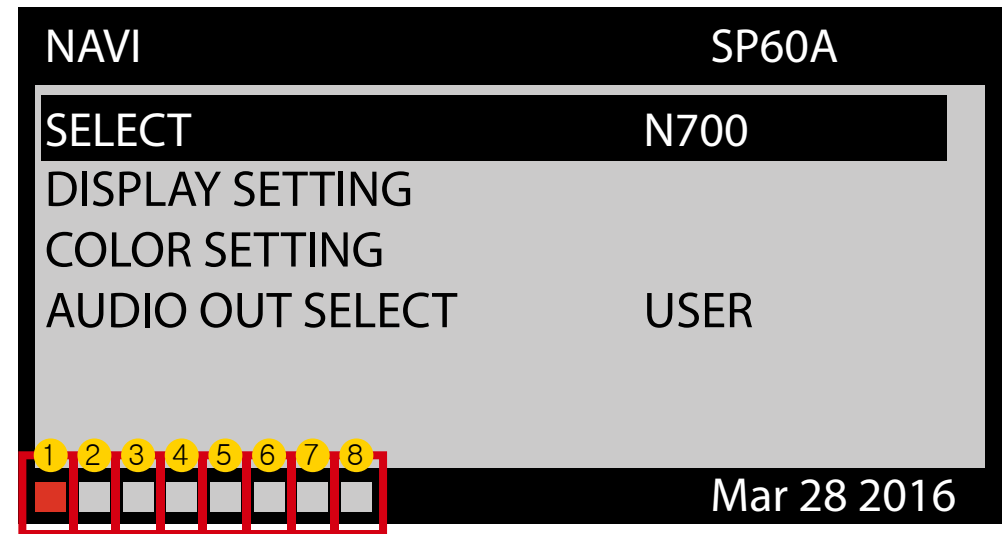 NAVI SP60A
SELECT N700
DISPLAY SETTING
COLOR SETTING
AUDIO OUT SELECT USER
1 2 3 4 5 6 7 8
Mar 28 2016